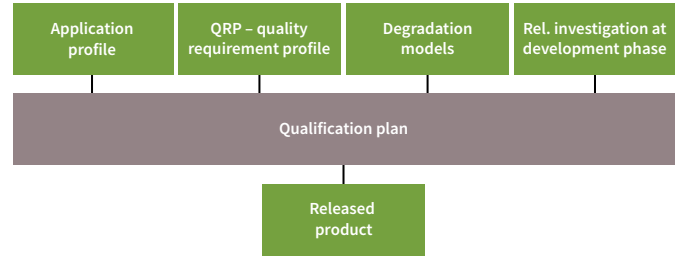 Application
profile
QRP – quality
requirement profile
Degradation
models
Rel. investigation at
development phase
Qualification plan
Released
product